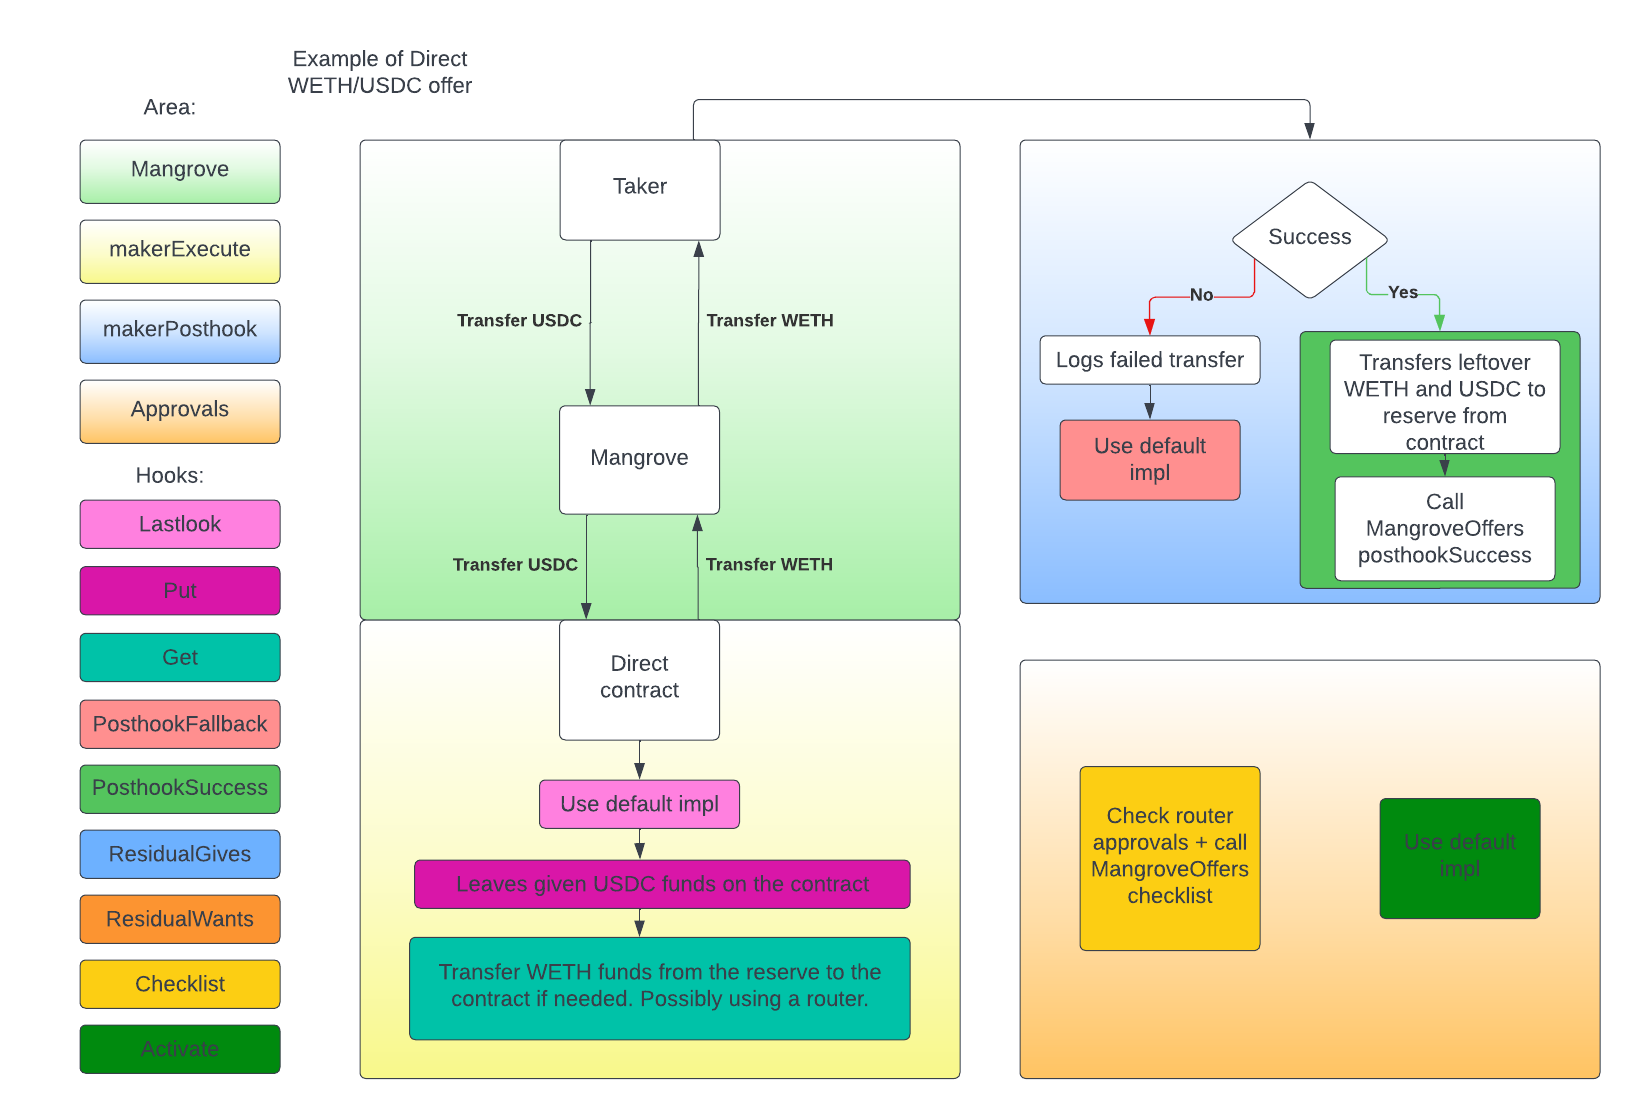 Example of Direct
WETH/USDC offer
Area:
Mangrove
makerExecute
makerPosthook
Approvals
Hooks:
Lastlook
Put
Get
PosthookFallback
PosthookSuccess
ResidualGives
ResidualWants
Checklist
Activate
Taker
Transfer USDC
Transfer WETH
Mangrove
Transfer USDC
Transfer WETH
Direct
contract
Use default impl
Leaves given USDC funds on the contract
Transfer WETH funds from the reserve to the
contract if needed. Possibly using a router.
Success
No
Yes
Logs failed transfer
Use default
impl
Transfers leftover
WETH and USDC to
reserve from
contract
Call
MangroveOffers
posthookSuccess
Check router
approvals + call
MangroveOffers
checklist
Use default
impl